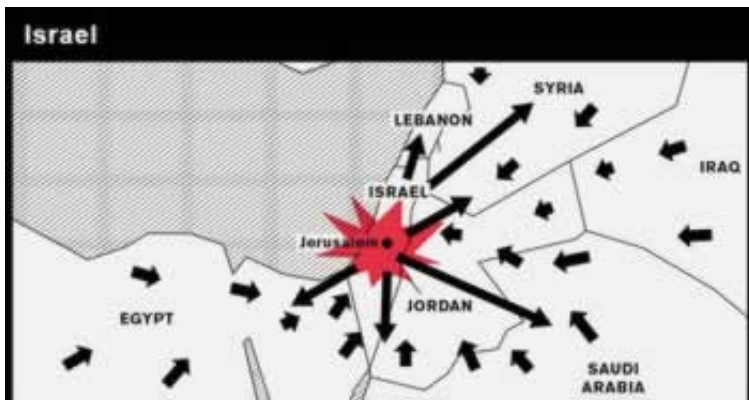 Israel
SYRIA
LEBANON
IRAQ
ISRAEL
Jerusalem
JORDAN
EGYPT
SAUDI
ARABIA